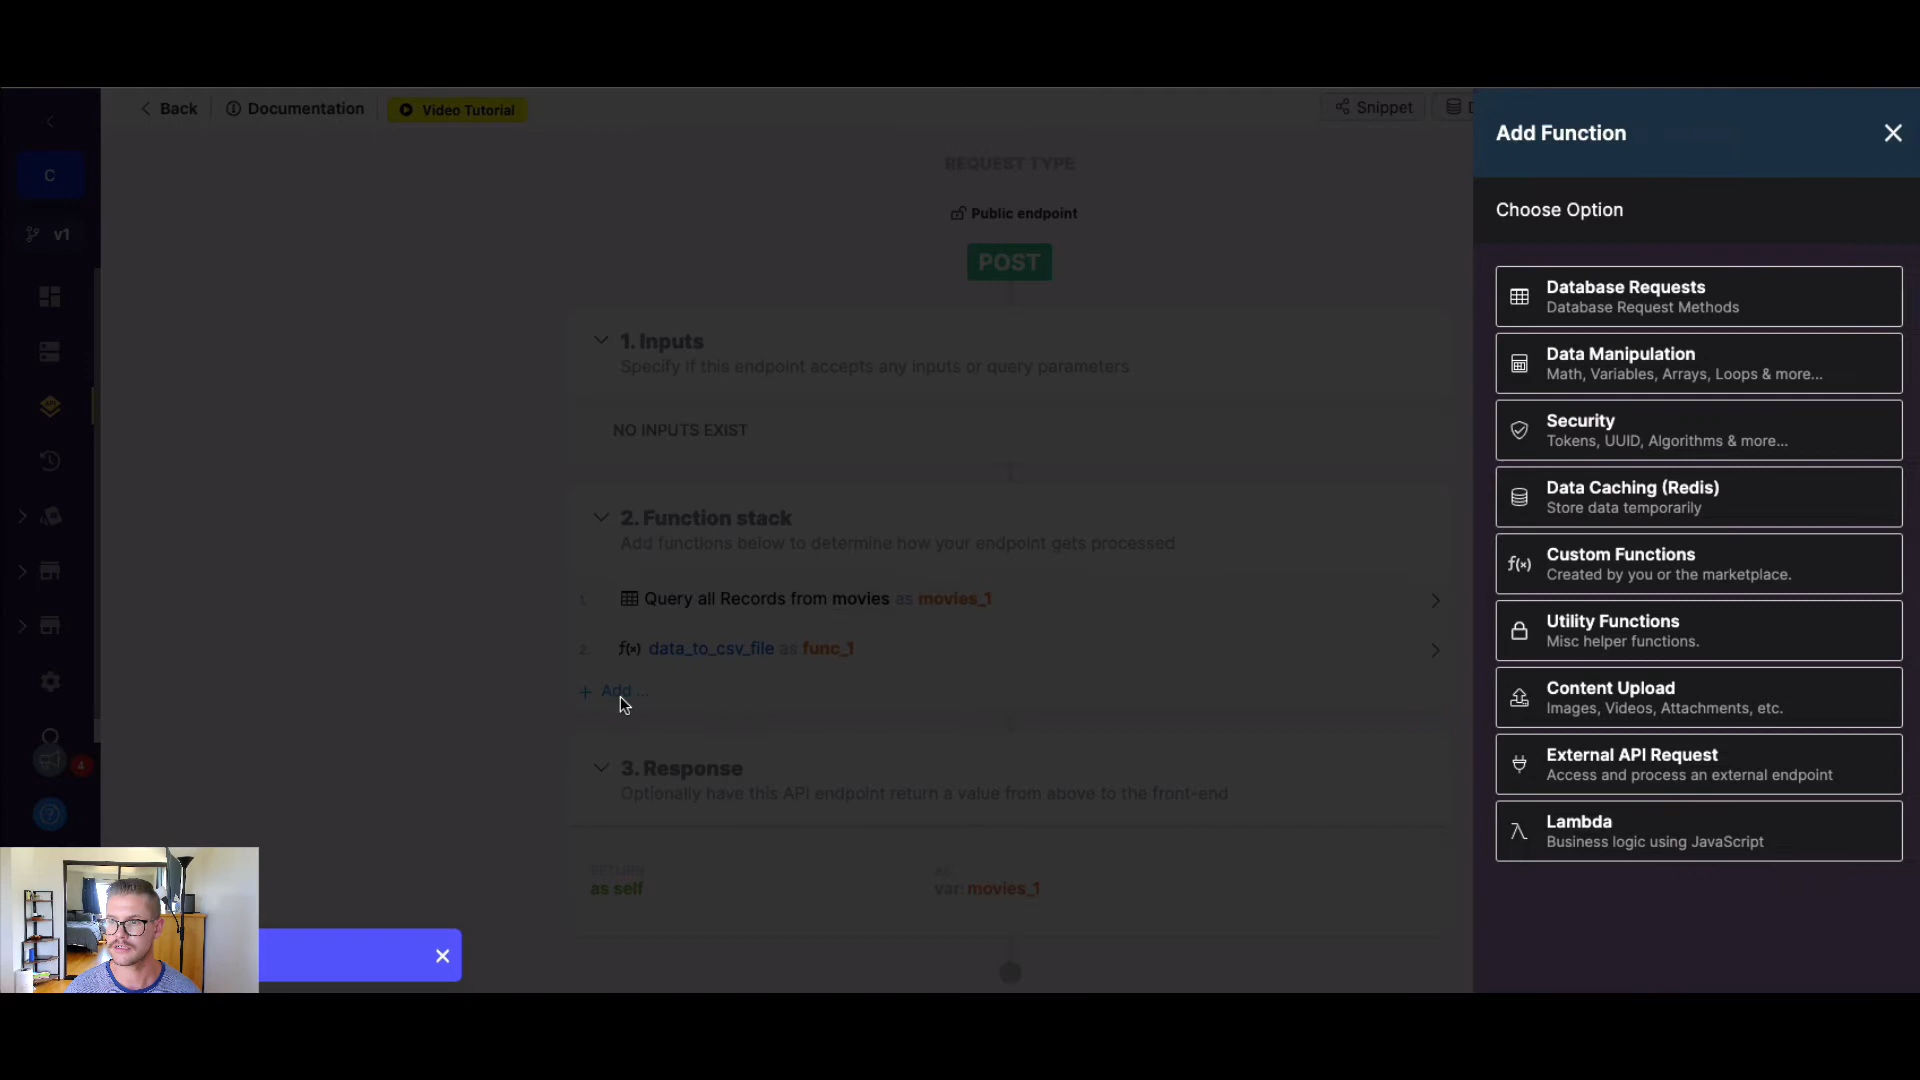 Back
Documentation
Video Tutorial
Snippet
C
v1
REQUEST TYPE
Public endpoint
POST
1. Inputs
Specify if this endpoint accepts any inputs or query parameters
NO INPUTS EXIST
2. Function stack
Add functions below to determine how your endpoint gets processed
1. Query all Records from movies as movies_1
2. f(x) data_to_csv_file as func_1
+ Add ...
3. Response
Optionally have this API endpoint return a value from above to the front-end
RETURN
as self
AS
var: movies_1
4
Add Function
Choose Option
Database Requests
Database Request Methods
Data Manipulation
Math, Variables, Arrays, Loops & more...
Security
Tokens, UUID, Algorithms & more...
Data Caching (Redis)
Store data temporarily
f(x) Custom Functions
Created by you or the marketplace.
Utility Functions
Misc helper functions.
Content Upload
Images, Videos, Attachments, etc.
External API Request
Access and process an external endpoint
Lambda
Business logic using JavaScript